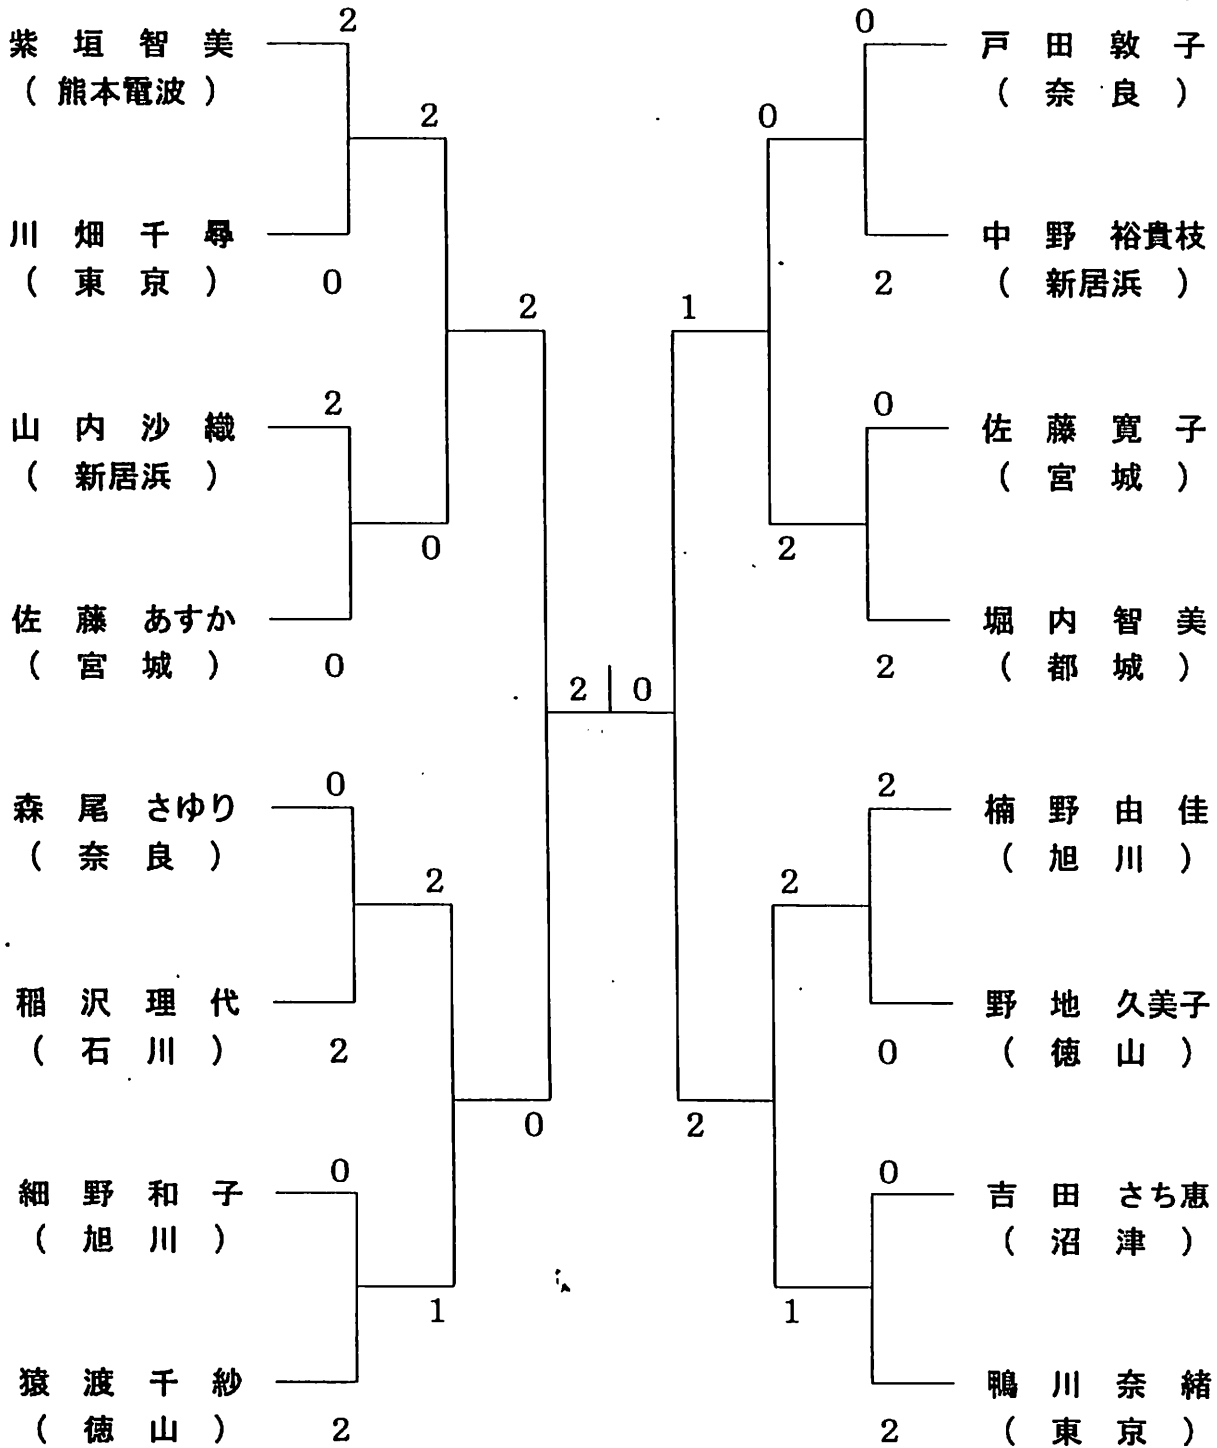 2
紫垣智美
(熊本電波)
2
川畑千尋
(東京)
0
2
2
山内沙織
(新居浜)
0
佐藤あすか
(宮城)
0
0
森尾さゆり
(奈良)
2
稲沢理代
(石川)
2
0
0
細野和子
(旭川)
1
猿渡千紗
(徳山)
2
2 0
0
戸田敦子
(奈良)
0
中野裕貴枝
(新居浜)
2
1
0
佐藤寛子
(宮城)
2
堀内智美
(都城)
2
2
楠野由佳
(旭川)
2
野地久美子
(徳山)
0
2
0
吉田さち恵
(沼津)
1
鴨川奈緒
(東京)
2